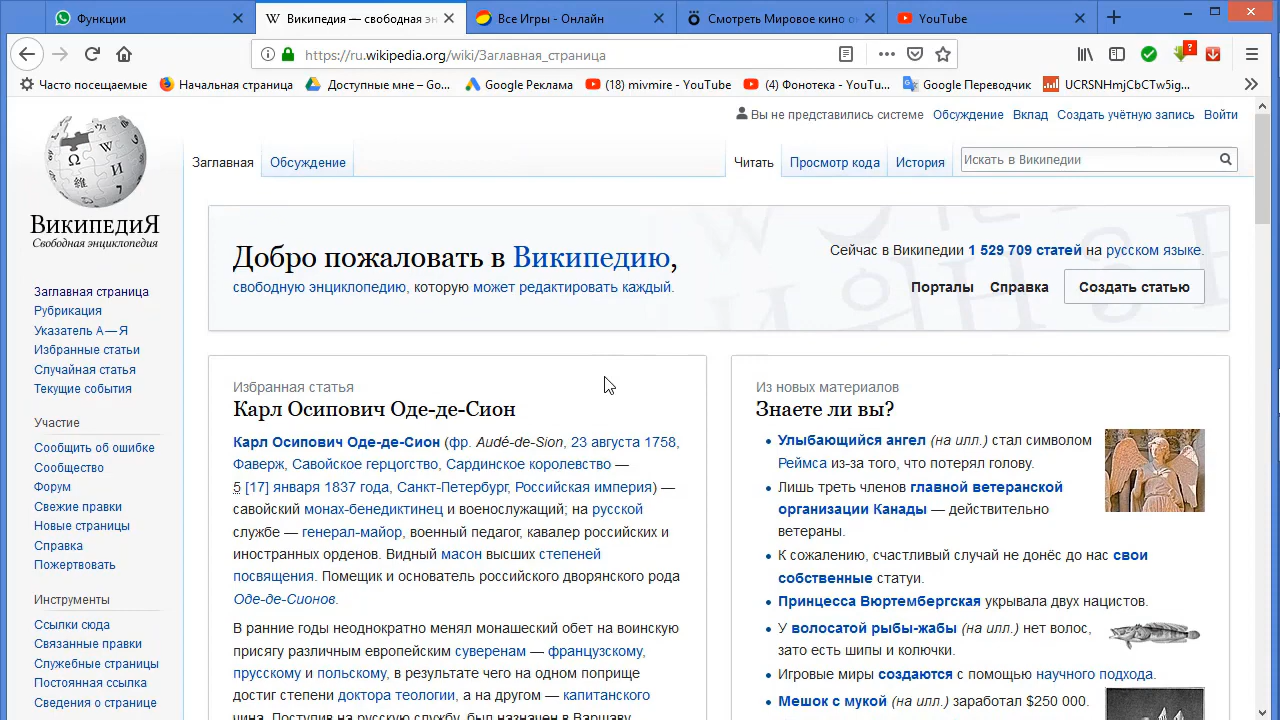 Функции
Википедия — свободная эн
Все Игры - Онлайн
Смотреть Мировое кино о
YouTube
https://ru.wikipedia.org/wiki/Заглавная_страница
Часто посещаемые
Начальная страница
Доступные мне – Go...
Google Реклама
(18) mivmire - YouTube
(4) Фонотека - YouTu...
Google Переводчик
UCRSNHmjCbCTw5ig...
Вы не представились системе Обсуждение Вклад Создать учётную запись Войти
Заглавная Обсуждение Читать Просмотр кода История Искать в Википедии
ВикипедиЯ
Свободная энциклопедия
Заглавная страница
Рубрикация
Указатель А — Я
Избранные статьи
Случайная статья
Текущие события
Участие
Сообщить об ошибке
Сообщество
Форум
Свежие правки
Новые страницы
Справка
Пожертвовать
Инструменты
Ссылки сюда
Связанные правки
Служебные страницы
Постоянная ссылка
Сведения о странице
Добро пожаловать в Википедию,
свободную энциклопедию, которую может редактировать каждый.
Сейчас в Википедии 1 529 709 статей на русском языке.
Порталы Справка Создать статью
Избранная статья
Карл Осипович Оде-де-Сион
Карл Осипович Оде-де-Сион (фр. Audé-de-Sion, 23 августа 1758,
Фаверж, Савойское герцогство, Сардинское королевство —
5 [17] января 1837 года, Санкт-Петербург, Российская империя) —
савойский монах-бенедиктинец и военослужащий; на русской
службе — генерал-майор, военный педагог, кавалер российских и
иностранных орденов. Видный масон высших степеней
посвящения. Помещик и основатель российского дворянского рода
Оде-де-Сионов.
В ранние годы неоднократно менял монашеский обет на воинскую
присягу различным европейским суверенам — французскому,
прусскому и польскому, в результате чего на одном поприще
достиг степени доктора теологии, а на другом — капитанского
чина. Поступив на русскую службу, был назначен в Варшаву
Из новых материалов
Знаете ли вы?
Улыбающийся ангел (на илл.) стал символом
Реймса из-за того, что потерял голову.
Лишь треть членов главной ветеранской
организации Канады — действительно
ветераны.
К сожалению, счастливый случай не донёс до нас свои
собственные статуи.
Принцесса Вюртембергская укрывала двух нацистов.
У волосатой рыбы-жабы (на илл.) нет волос,
зато есть шипы и колючки.
Игровые миры создаются с помощью научного подхода.
Мешок с мукой (на илл.) заработал $250 000.